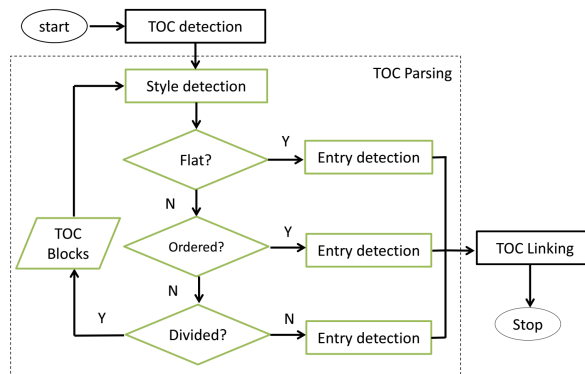 start
TOC detection
TOC Parsing
Style detection
Flat?
Y
Entry detection
N
TOC
Blocks
Ordered?
Y
Entry detection
TOC Linking
N
Y
Divided?
N
Entry detection
Stop